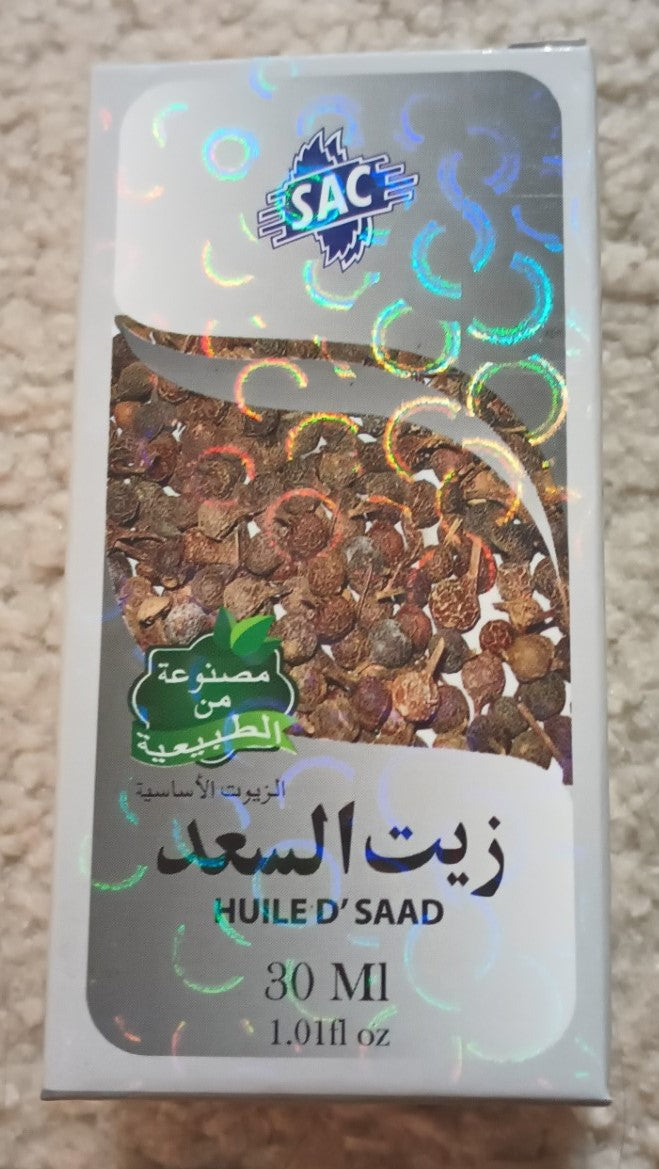 SAC
مصنوعة
من
الطبيعية
الزيوت الأساسية
زيت السعد
HUILE D' SAAD
30 Ml
1.01fl oz